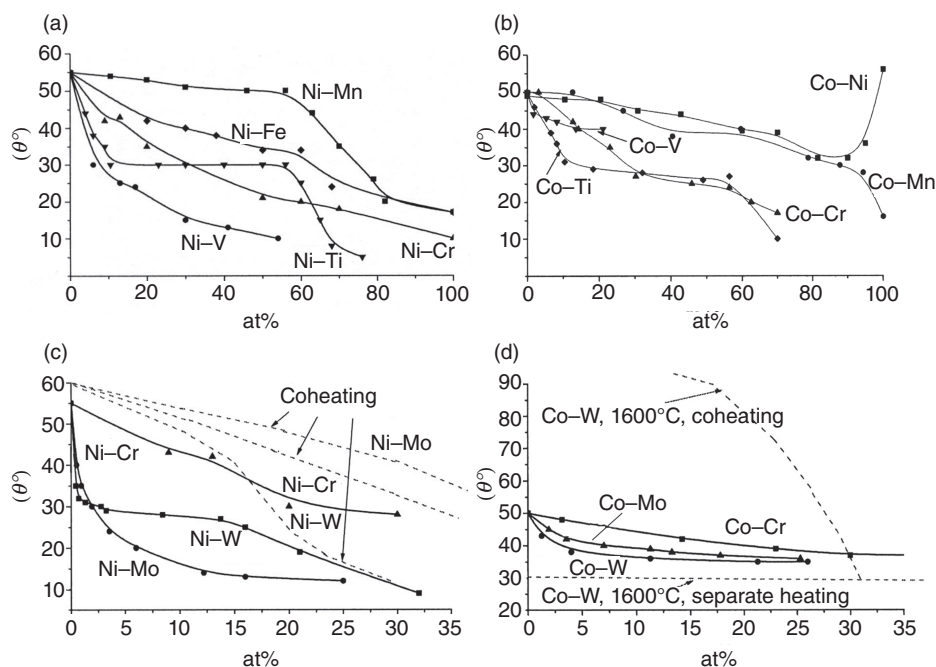 (a)
60
50
40
30
20
10
(θ°)
Ni–Mn
Ni–Fe
Ni–V
Ni–Ti
Ni–Cr
0
20
40
60
80
100
at%
(b)
60
50
40
30
20
10
(θ°)
Co–Ni
Co–V
Co–Ti
Co–Mn
Co–Cr
0
20
40
60
80
100
at%
(c)
60
50
40
30
20
10
0
(θ°)
Coheating
Ni–Mo
Ni–Cr
Ni–Cr
Ni–W
Ni–W
Ni–Mo
0
5
10
15
20
25
30
35
at%
(d)
90
80
70
60
50
40
30
20
(θ°)
Co–W, 1600°C, coheating
Co–Mo
Co–Cr
Co–W
Co–W, 1600°C, separate heating
0
5
10
15
20
25
30
35
at%